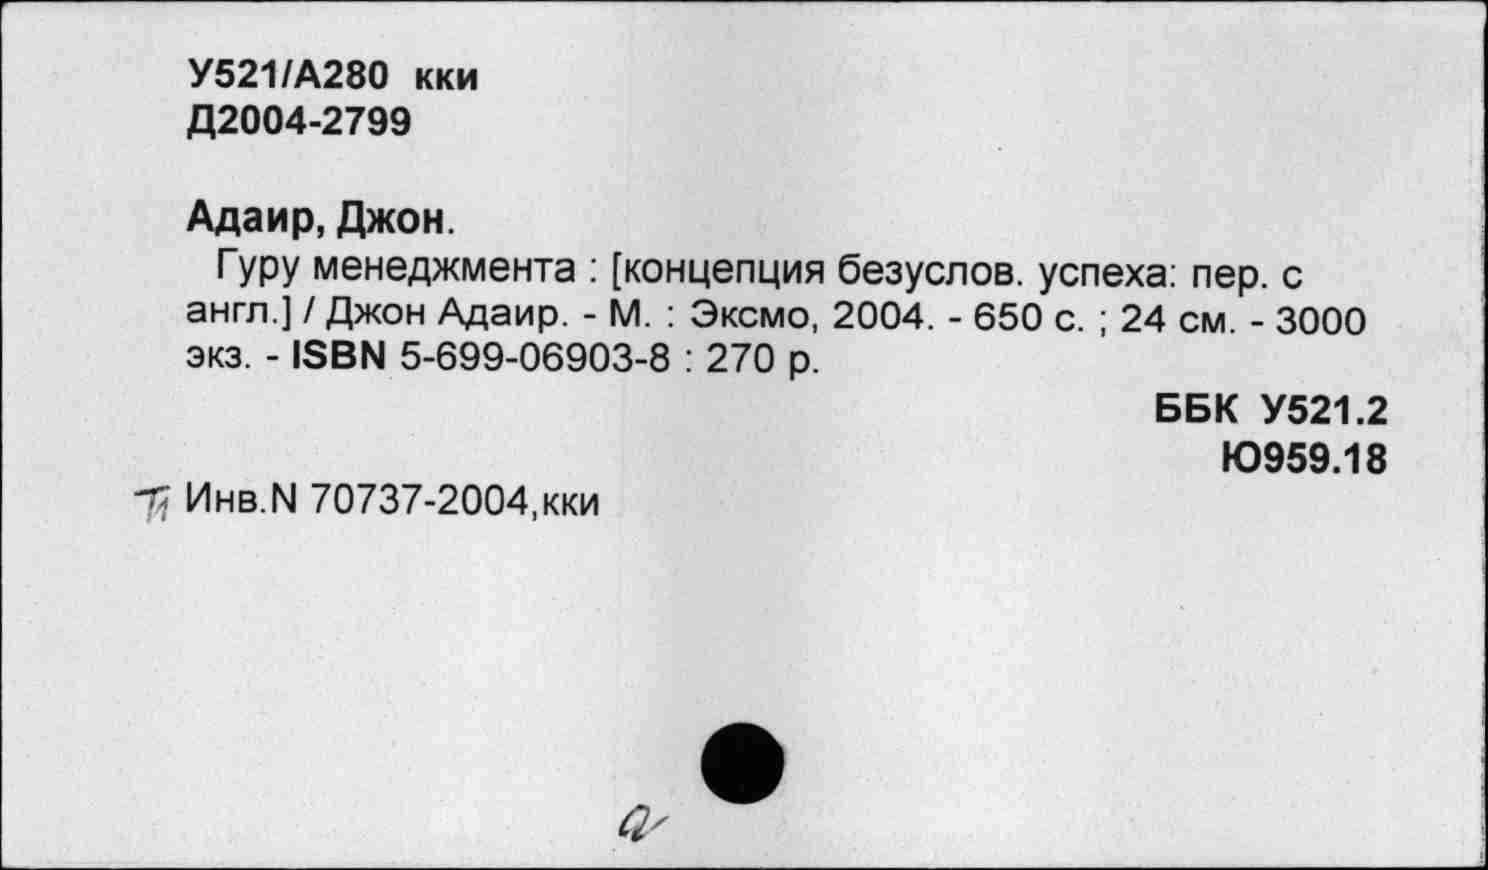 У521/А280 кки
Д2004-2799
Адаир, Джон.
Гуру менеджмента : [концепция безуслов. успеха: пер. с
англ.] / Джон Адаир. - М. : Эксмо, 2004. - 650 с. ; 24 см. - 3000
экз. - ISBN 5-699-06903-8 : 270 р.
ББК У521.2
Ю959.18
Инв.N 70737-2004,кки